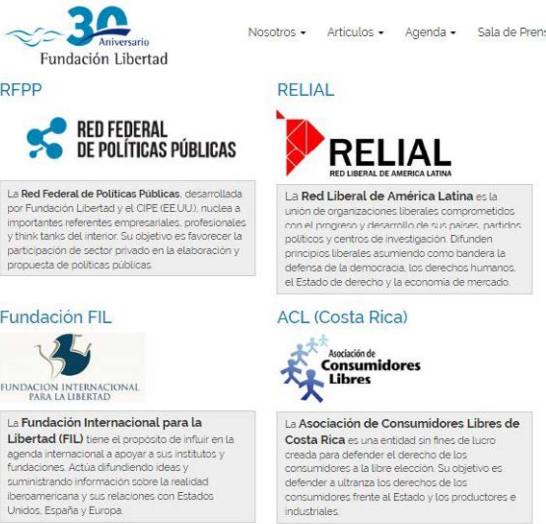 30
Aniversario
Fundación Libertad
Nosotros
Articulos
Agenda
Sala de Prens
RFPP
RED FEDERAL
DE POLÍTICAS PÚBLICAS
La Red Federal de Políticas Públicas, desarrollada
por Fundación Libertad y el CIPE (EE.UU.), nuclea a
importantes referentes empresariales, profesionales
y think tanks del interior. Su objetivo es favorecer la
participación de sector privado en la elaboración y
propuesta de políticas públicas.
RELIAL
RELIAL
RED LIBERAL DE AMERICA LATINA
La Red Liberal de América Latina es la
unión de organizaciones liberales comprometidos
con el progreso y desarrollo de sus países, partidos
políticos y centros de investigación. Difunden
principios liberales asumiendo como bandera la
defensa de la democracia, los derechos humanos,
el Estado de derecho y la economía de mercado.
Fundación FIL
FUNDACION INTERNACIONAL
PARA LA LIBERTAD
La Fundación Internacional para la
Libertad (FIL) tiene el propósito de influir en la
agenda internacional a apoyar a sus institutos y
fundaciones. Actúa difundiendo ideas y
suministrando información sobre la realidad
iberoamericana y sus relaciones con Estados
Unidos, España y Europa.
ACL (Costa Rica)
Asociación de
Consumidores
Libres
La Asociación de Consumidores Libres de
Costa Rica es una entidad sin fines de lucro
creada para defender el derecho de los
consumidores a la libre elección. Su objetivo es
defender a ultranza los derechos de los
consumidores frente al Estado y los productores e
industriales.